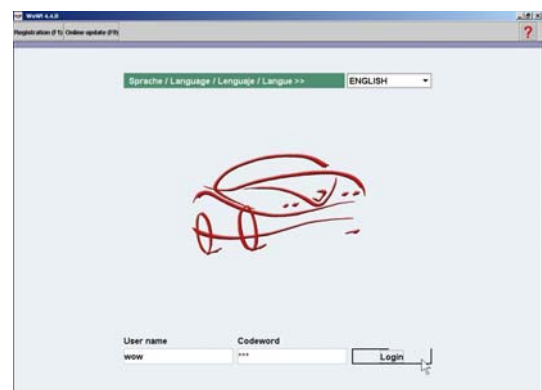 WoW! 4.4.0
Registration (F1) Online update (F9)
?
Sprache / Language / Lenguaje / Langue >> ENGLISH
User name Codeword
wow ***
Login